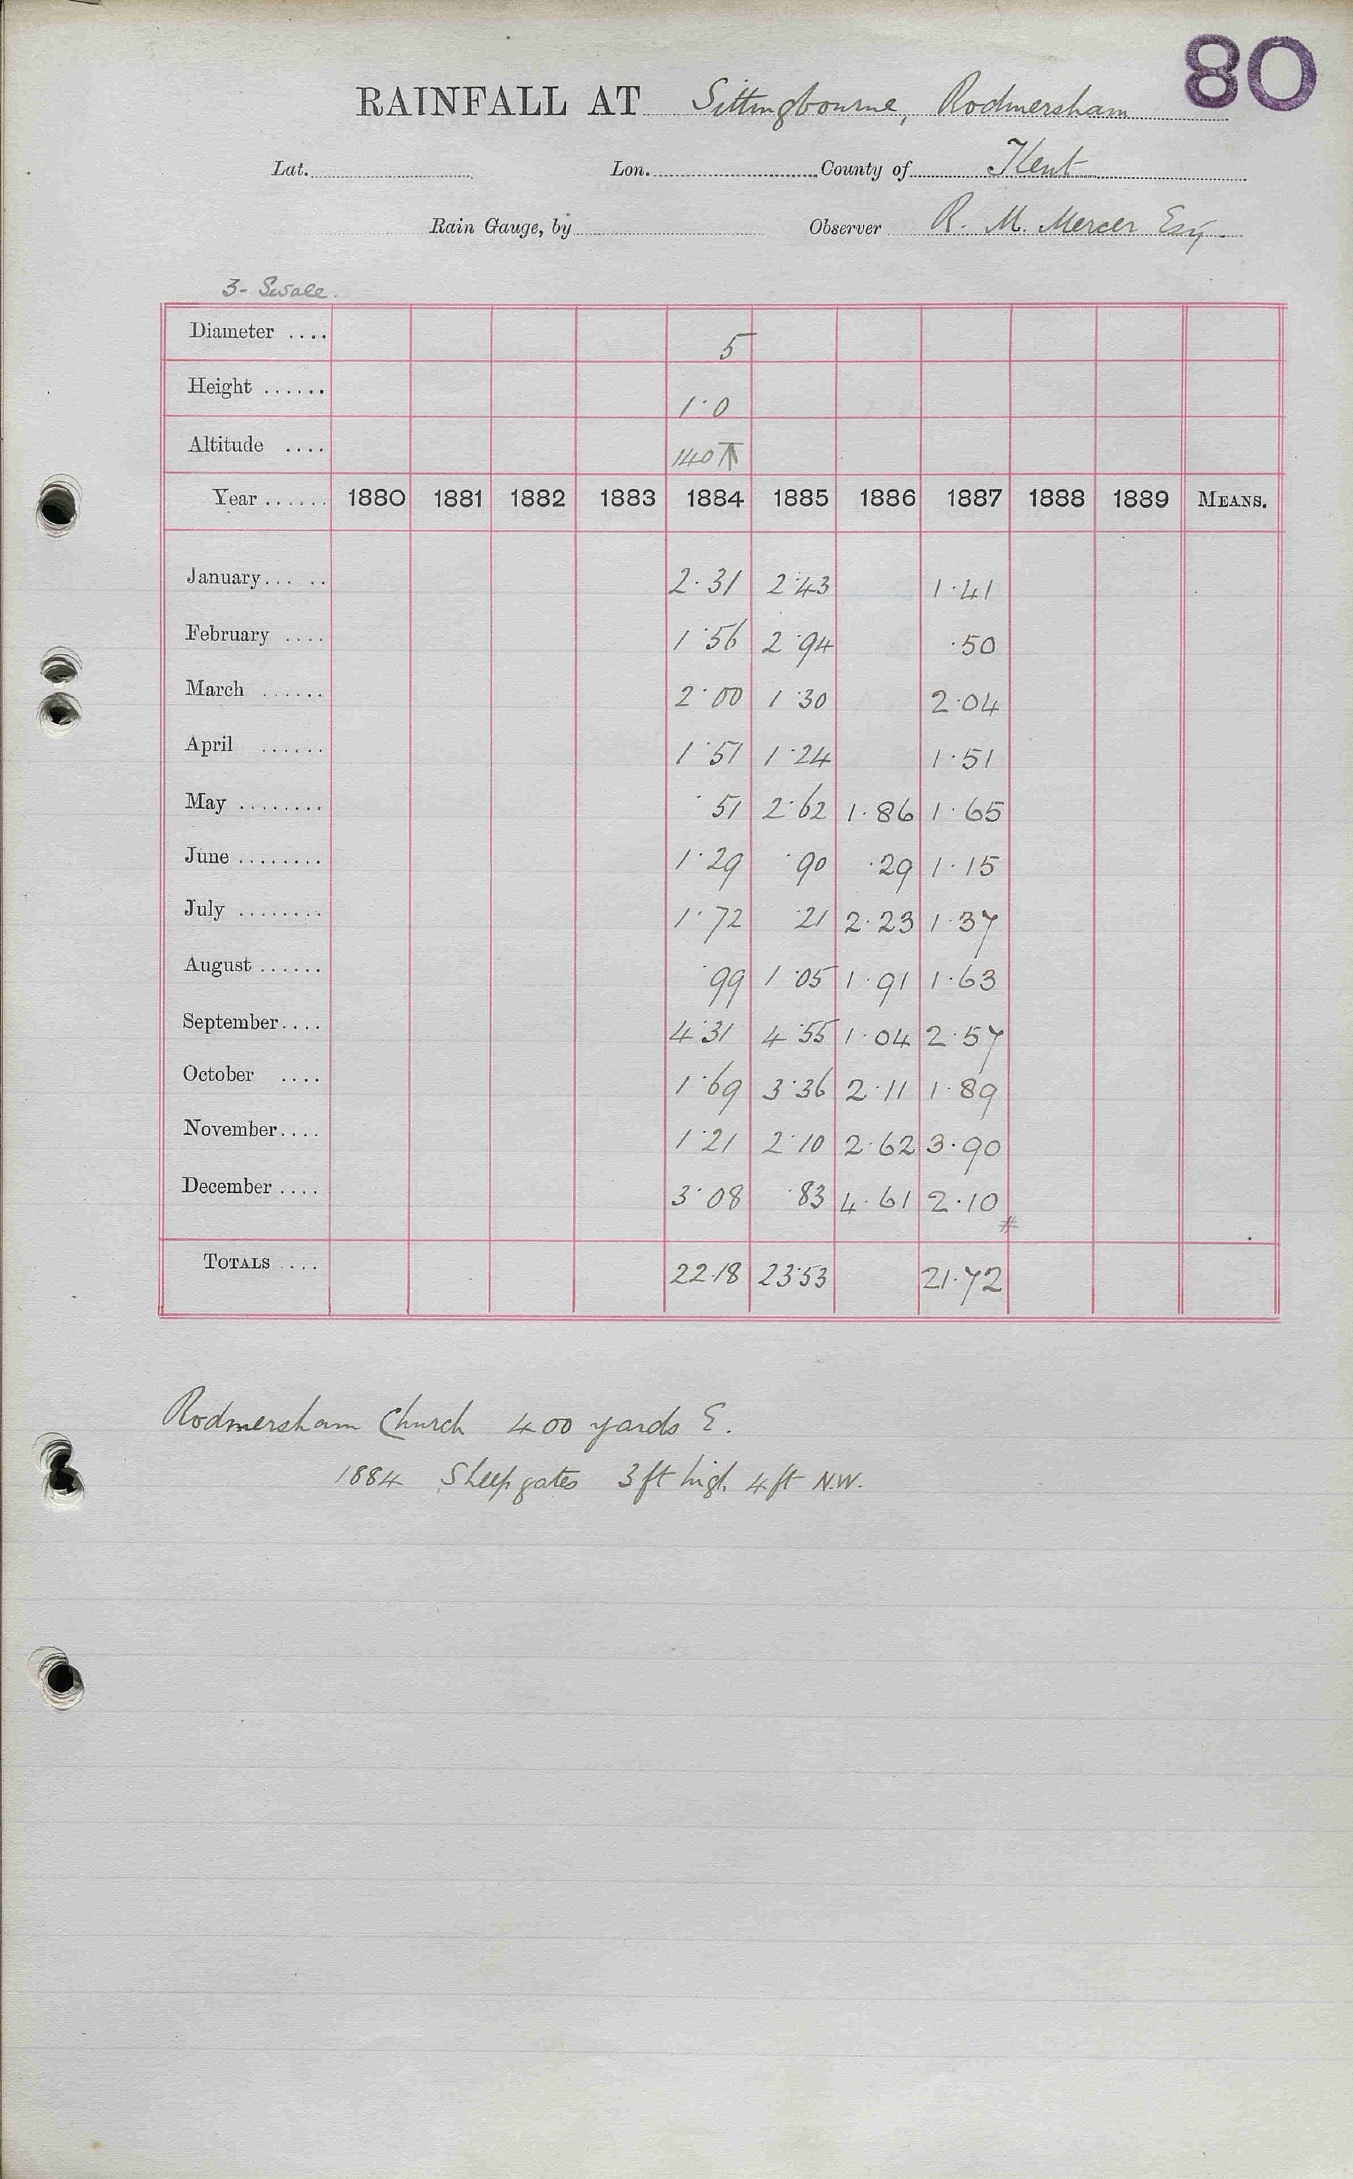 80
RAINFALL AT Sittingbourne, Rodmersham
Lat. Lon. County of Kent
Rain Gauge, by Observer R. M. Mercer Esq.
3- Swale.
Diameter .... 5
Height ...... 1.0
Altitude .... 140
Year ...... 1880 1881 1882 1883 1884 1885 1886 1887 1888 1889 MEANS.
January... .. 2.31 2.43 1.41
February .... 1.56 2.94 .50
March ...... 2.00 1.30 2.04
April ...... 1.51 1.24 1.51
May ........ .51 2.62 1.86 1.65
June ........ 1.29 .90 .29 1.15
July ........ 1.72 .21 2.23 1.37
August ...... .99 1.05 1.91 1.63
September.... 4.31 4.55 1.04 2.57
October .... 1.69 3.36 2.11 1.89
November.... 1.21 2.10 2.62 3.90
December .... 3.08 .83 4.61 2.10
#
TOTALS .... 22.18 23.53 21.72
Rodmersham Church 400 yards E.
1884 Sheep gates 3 ft high 4 ft N.W.